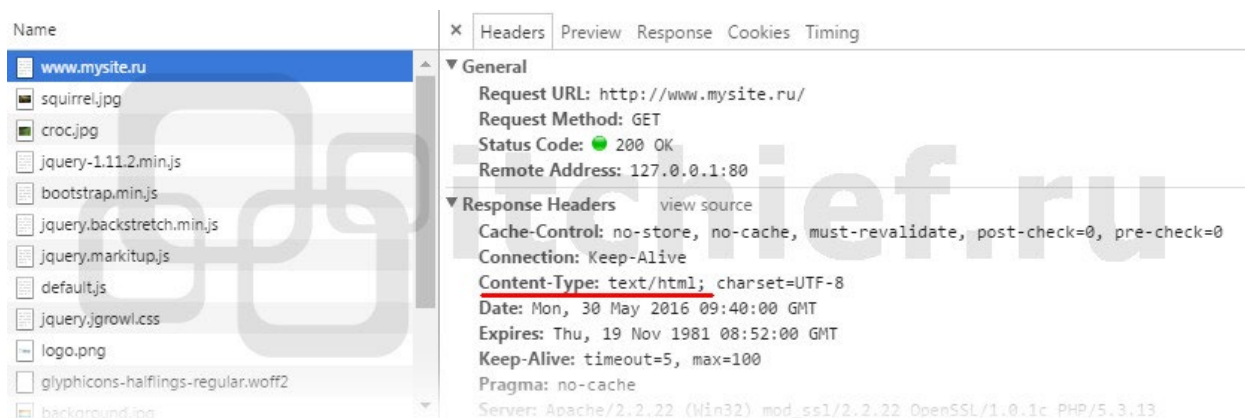 Name
www.mysite.ru
squirrel.jpg
croc.jpg
jquery-1.11.2.min.js
bootstrap.min.js
jquery.backstretch.min.js
jquery.markitup.js
default.js
jquery.jgrowl.css
logo.png
glyphicons-halflings-regular.woff2
background.jpg
× Headers Preview Response Cookies Timing
▼ General
Request URL: http://www.mysite.ru/
Request Method: GET
Status Code: 200 OK
Remote Address: 127.0.0.1:80
▼ Response Headers view source
Cache-Control: no-store, no-cache, must-revalidate, post-check=0, pre-check=0
Connection: Keep-Alive
Content-Type: text/html; charset=UTF-8
Date: Mon, 30 May 2016 09:40:00 GMT
Expires: Thu, 19 Nov 1981 08:52:00 GMT
Keep-Alive: timeout=5, max=100
Pragma: no-cache
Server: Apache/2.2.22 (Win32) mod_ssl/2.2.22 OpenSSL/1.0.1c PHP/5.3.13
itchief.ru